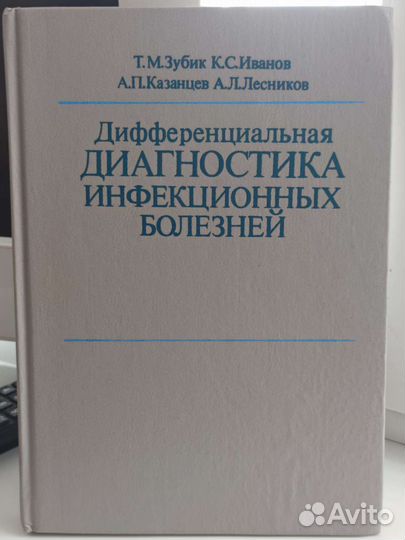 Т.М.Зубик К.С.Иванов
А.П.Казанцев А.Л.Лесников
Дифференциальная
ДИАГНОСТИКА
ИНФЕКЦИОННЫХ
БОЛЕЗНЕЙ
Avito